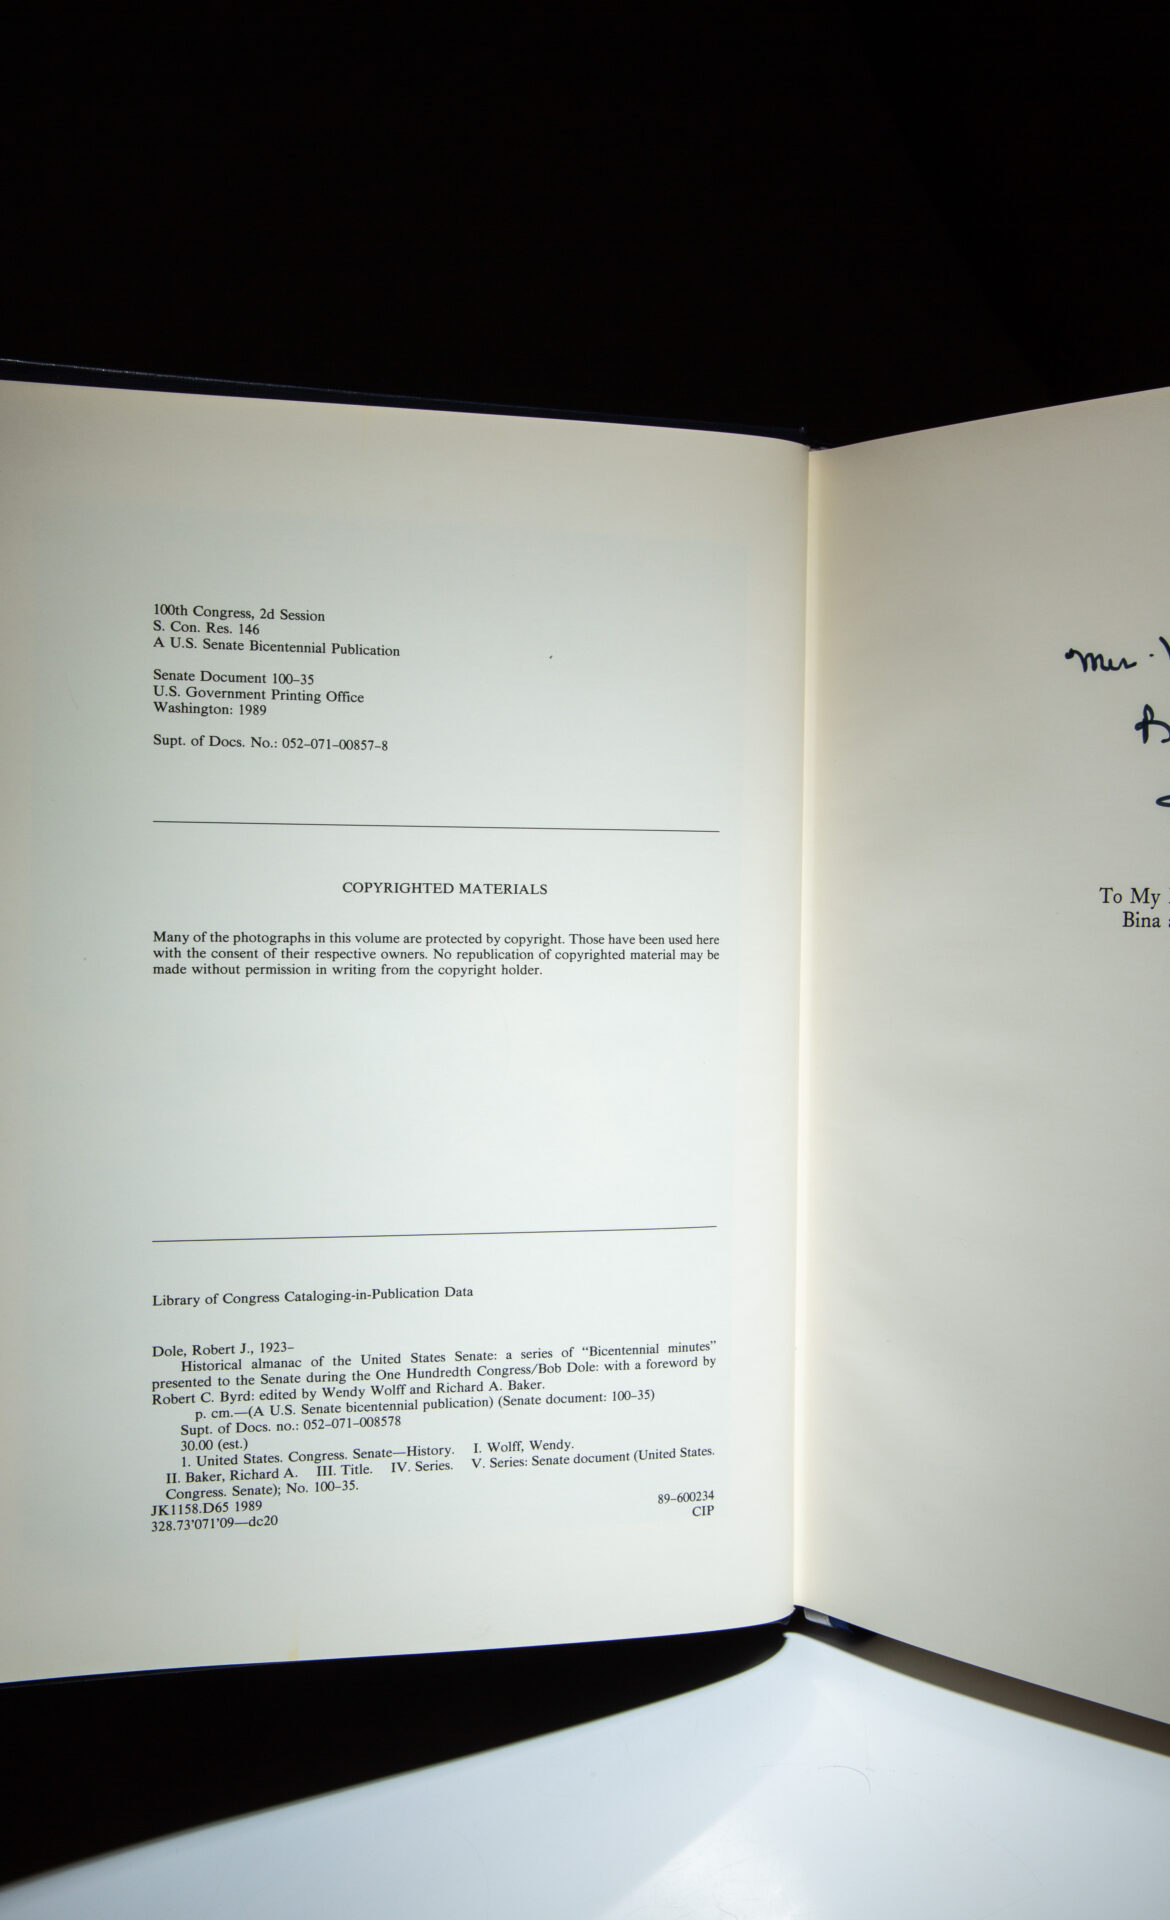 100th Congress, 2d Session
S. Con. Res. 146
A U.S. Senate Bicentennial Publication
Senate Document 100–35
U.S. Government Printing Office
Washington: 1989
Supt. of Docs. No.: 052–071–00857–8
COPYRIGHTED MATERIALS
Many of the photographs in this volume are protected by copyright. Those have been used here
with the consent of their respective owners. No republication of copyrighted material may be
made without permission in writing from the copyright holder.
Library of Congress Cataloging-in-Publication Data
Dole, Robert J., 1923–
Historical almanac of the United States Senate: a series of “Bicentennial minutes”
presented to the Senate during the One Hundredth Congress/Bob Dole: with a foreword by
Robert C. Byrd: edited by Wendy Wolff and Richard A. Baker.
p. cm.—(A U.S. Senate bicentennial publication) (Senate document: 100–35)
Supt. of Docs. no.: 052–071–008578
30.00 (est.)
1. United States. Congress. Senate—History. I. Wolff, Wendy.
II. Baker, Richard A. III. Title. IV. Series. V. Series: Senate document (United States.
Congress. Senate); No. 100–35.
JK1158.D65 1989
89–600234
328.73’071’09—dc20
CIP
To My
Bina